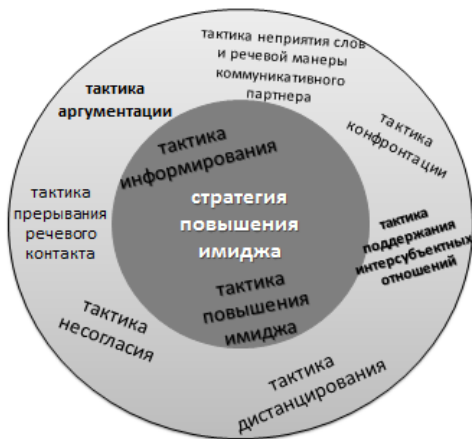 тактика неприятия слов
и речевой манеры
коммуникативного
партнера
тактика
аргументации
тактика
конфронтации
тактика
информирования
тактика
прерывания
речевого
контакта
стратегия
повышения
имиджа
тактика
поддержания
интерсубъектных
отношений
тактика
повышения
имиджа
тактика
несогласия
тактика
дистанцирования